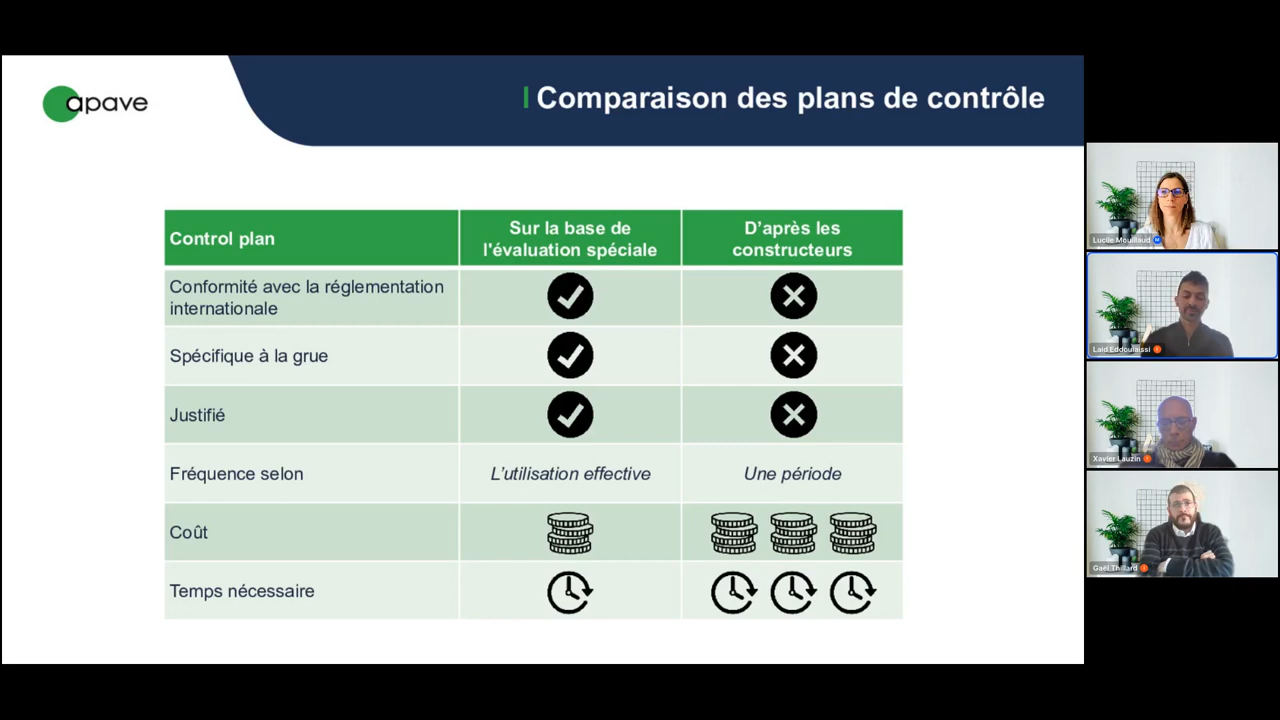 apave
Comparaison des plans de contrôle
Control plan
Sur la base de
l'évaluation spéciale
D'après les
constructeurs
Conformité avec la réglementation
internationale
Spécifique à la grue
Justifié
Fréquence selon
L'utilisation effective
Une période
Coût
Temps nécessaire
Lucile Mouillaud
Laid Eddoulaissi
Xavier Lauzin
Gaël Thillard